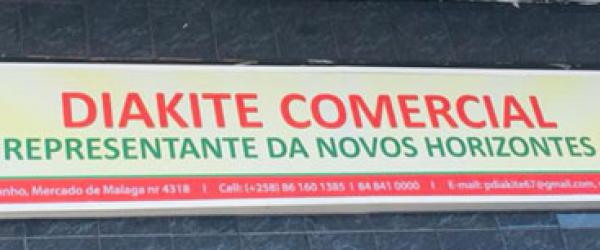 DIAKITE COMERCIAL
REPRESENTANTE DA NOVOS HORIZONTES
Mercado de Malaga nr 4318 I Cell: (+258) 86 160 1385 I 84 841 0000 I E-mail: pdiakite67@gmail.com,